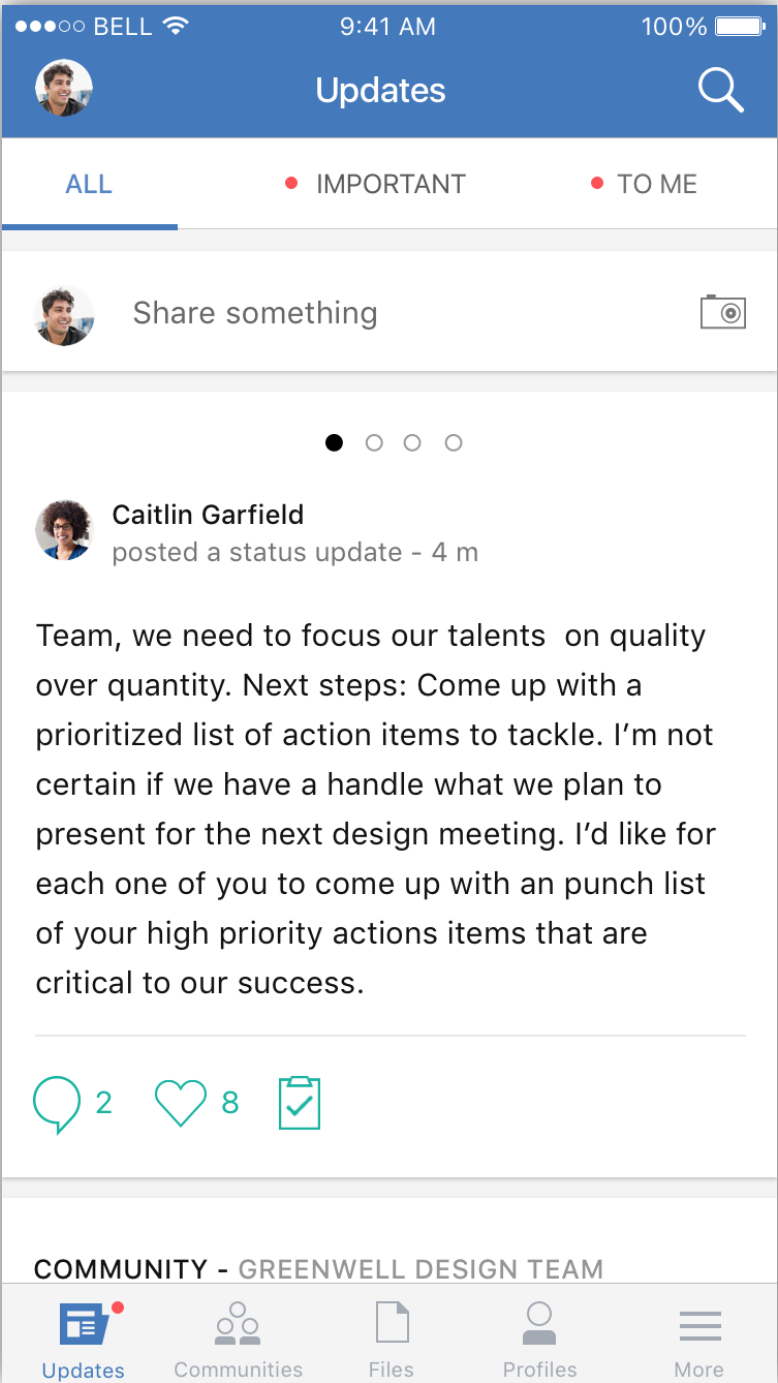 BELL 9:41 AM 100%
Updates
ALL IMPORTANT TO ME
Share something
Caitlin Garfield
posted a status update - 4 m
Team, we need to focus our talents  on quality
over quantity. Next steps: Come up with a
prioritized list of action items to tackle. I’m not
certain if we have a handle what we plan to
present for the next design meeting. I’d like for
each one of you to come up with an punch list
of your high priority actions items that are
critical to our success.
2 8
COMMUNITY - GREENWELL DESIGN TEAM
Updates Communities Files Profiles More